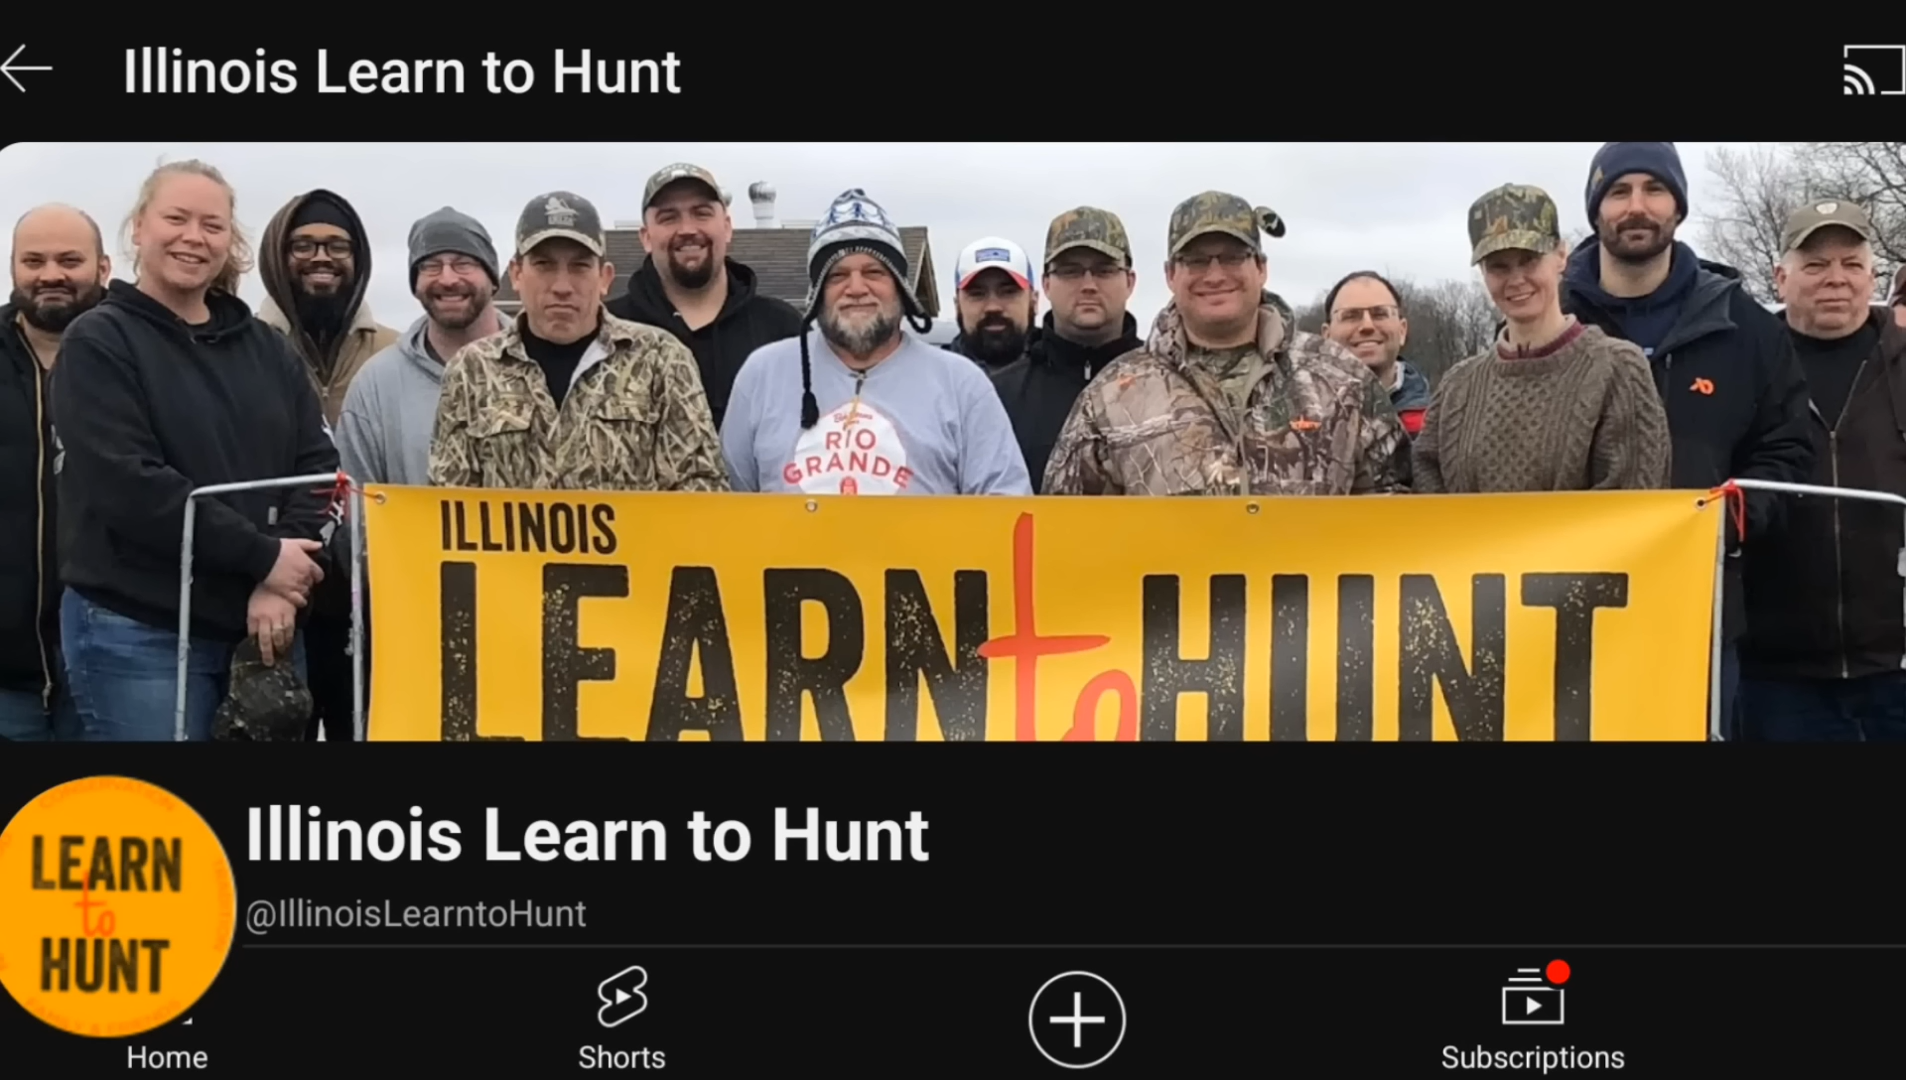 Illinois Learn to Hunt
RIO
GRANDE
ILLINOIS
LEARN to HUNT
Illinois Learn to Hunt
@IllinoisLearntoHunt
LEARN
to
HUNT
Home
Shorts
Subscriptions